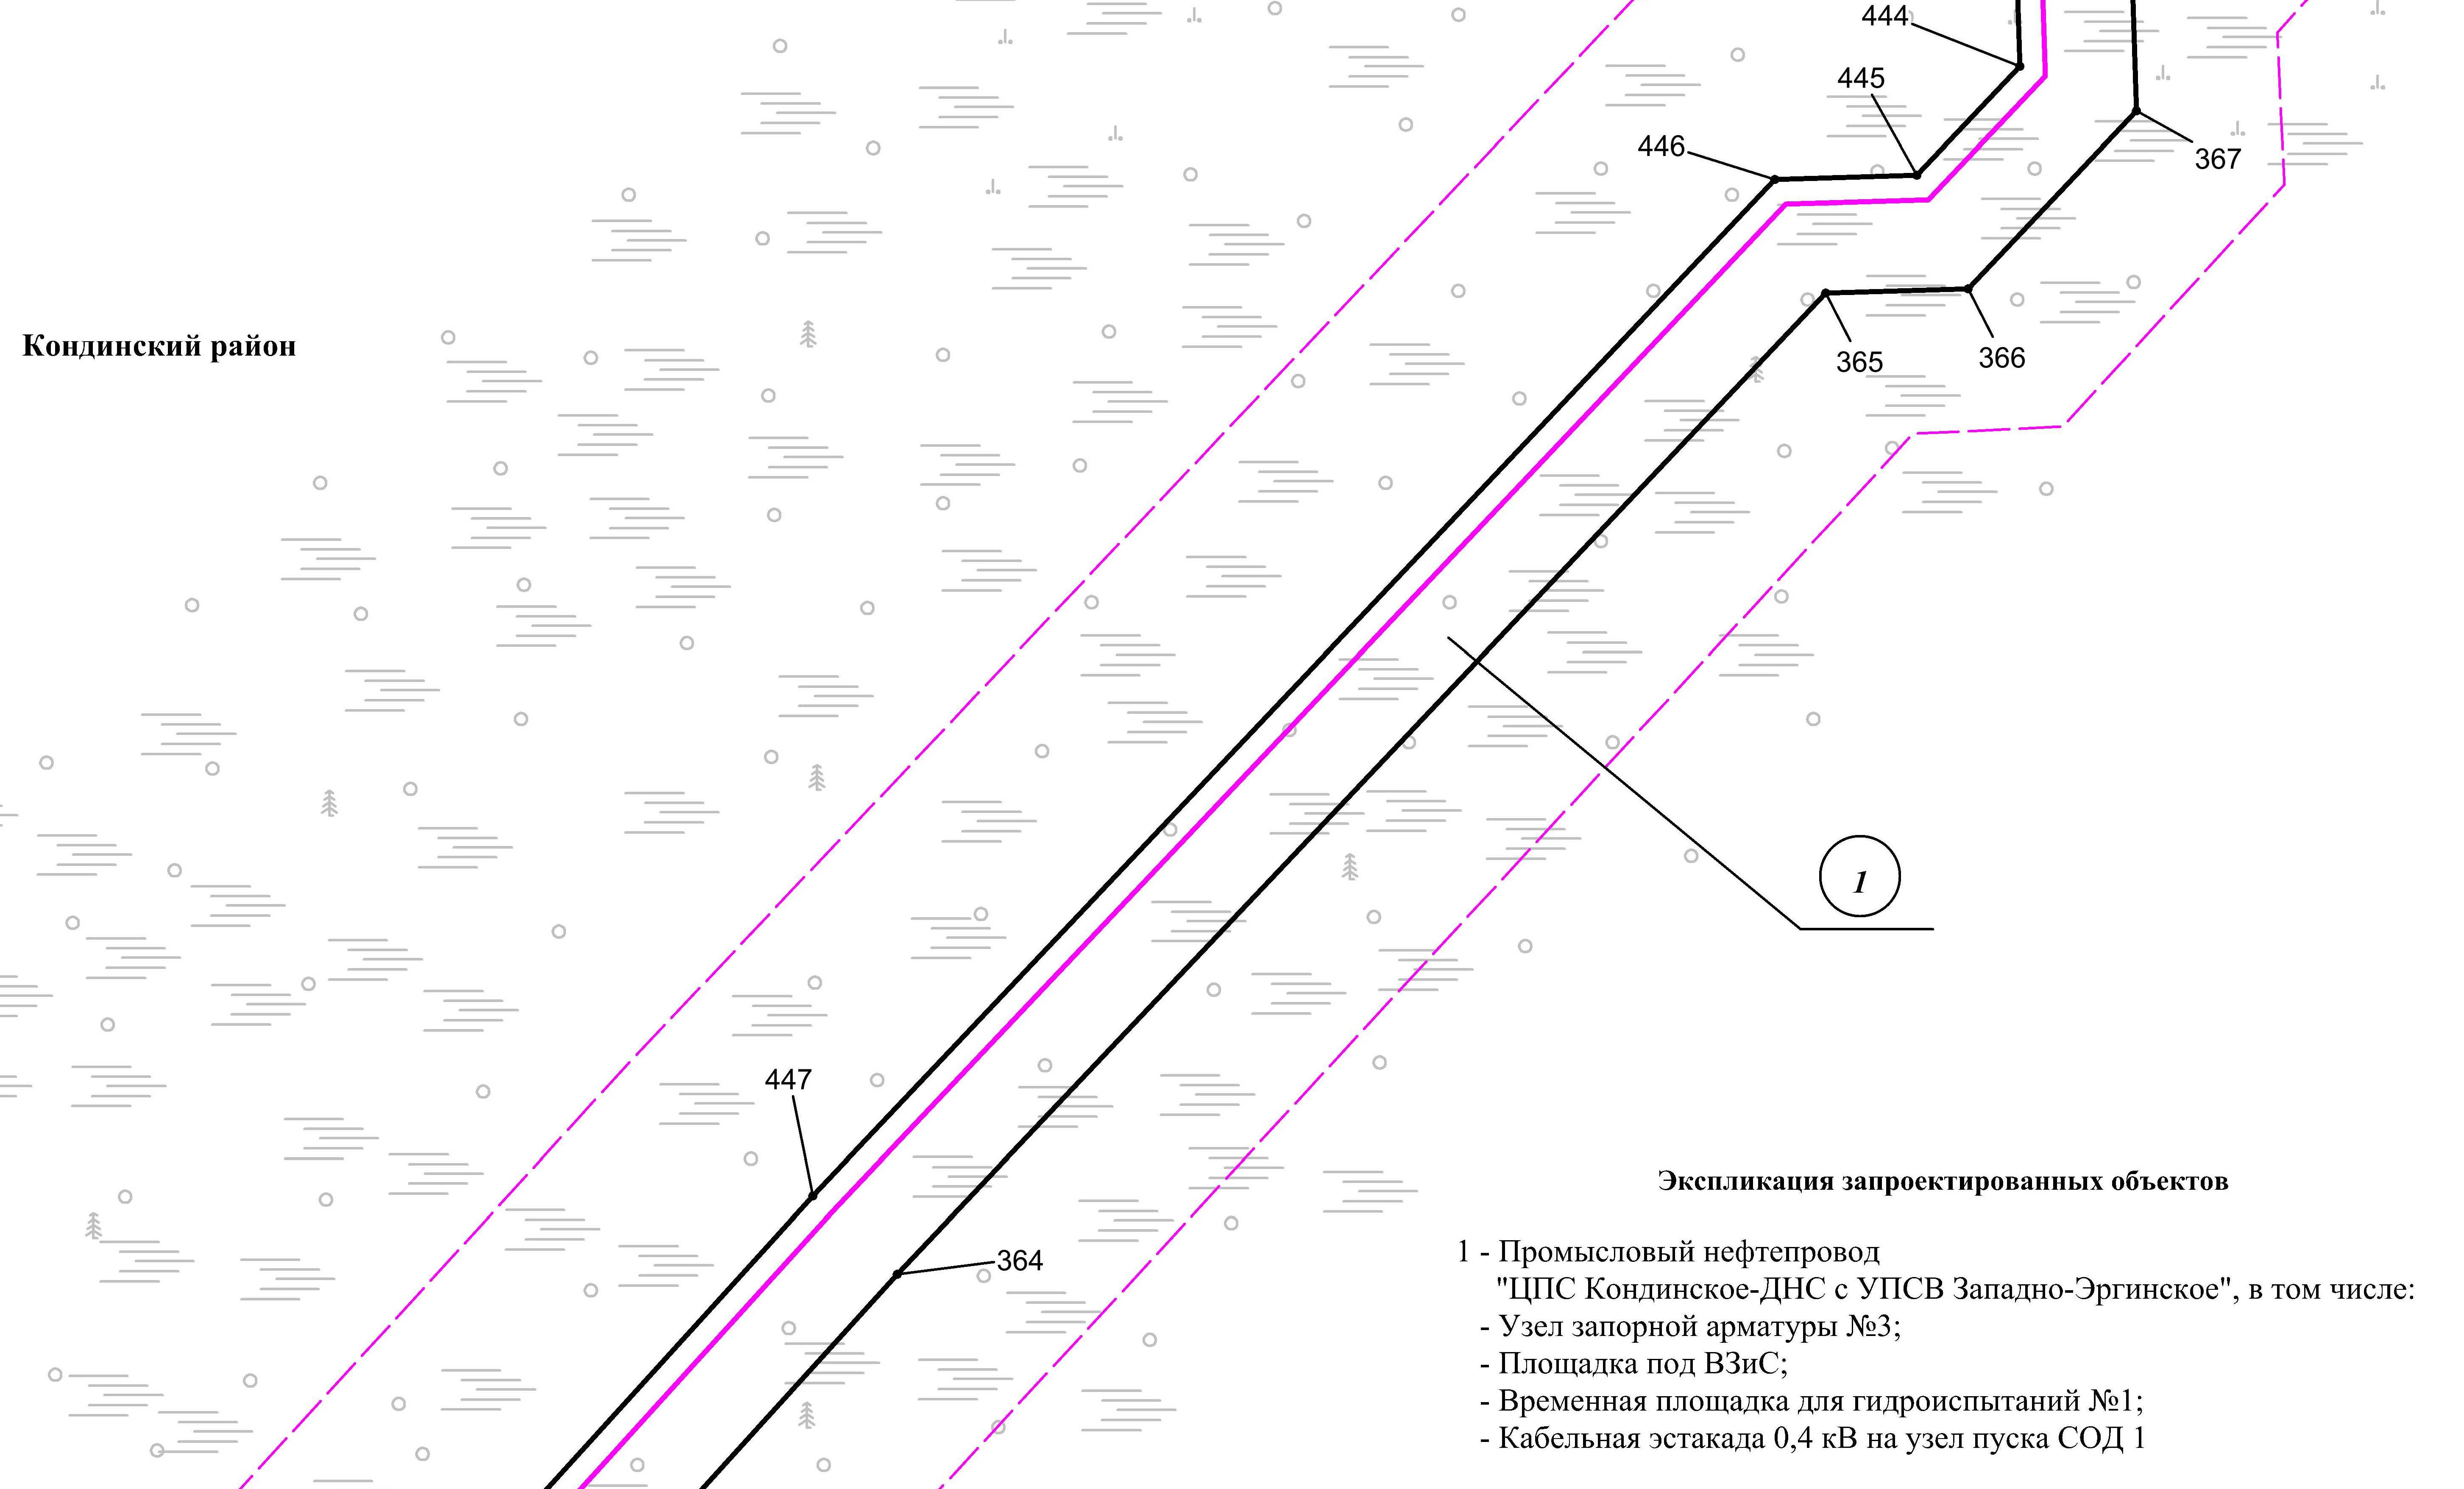 444
445
446
367
Кондинский район
365
366
1
447
364
Экспликация запроектированных объектов
1 - Промысловый нефтепровод
"ЦПС Кондинское-ДНС с УПСВ Западно-Эргинское", в том числе:
- Узел запорной арматуры №3;
- Площадка под ВЗиС;
- Временная площадка для гидроиспытаний №1;
- Кабельная эстакада 0,4 кВ на узел пуска СОД 1